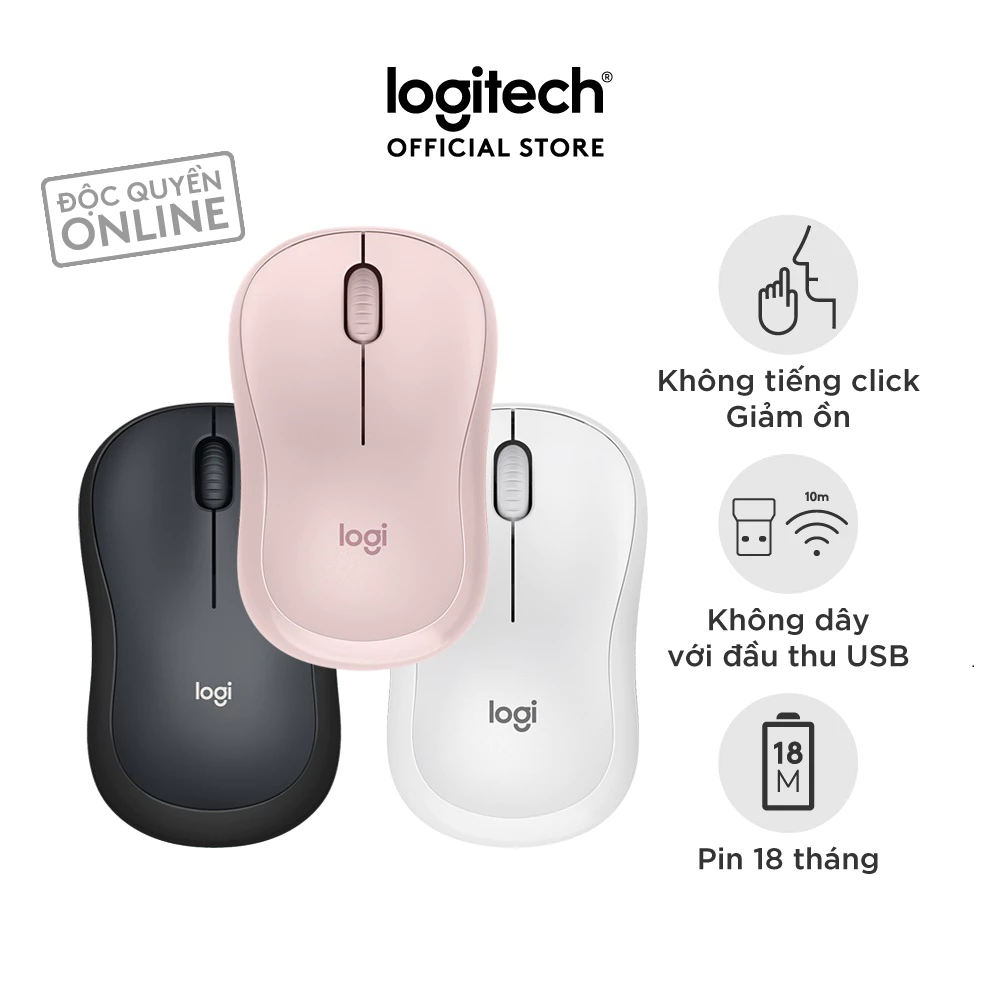 logitech®
OFFICIAL STORE
ĐỘC QUYỀN
ONLINE
logi
logi
logi
Không tiếng click
Giảm ồn
10m
Không dây
với đầu thu USB
18
M
Pin 18 tháng